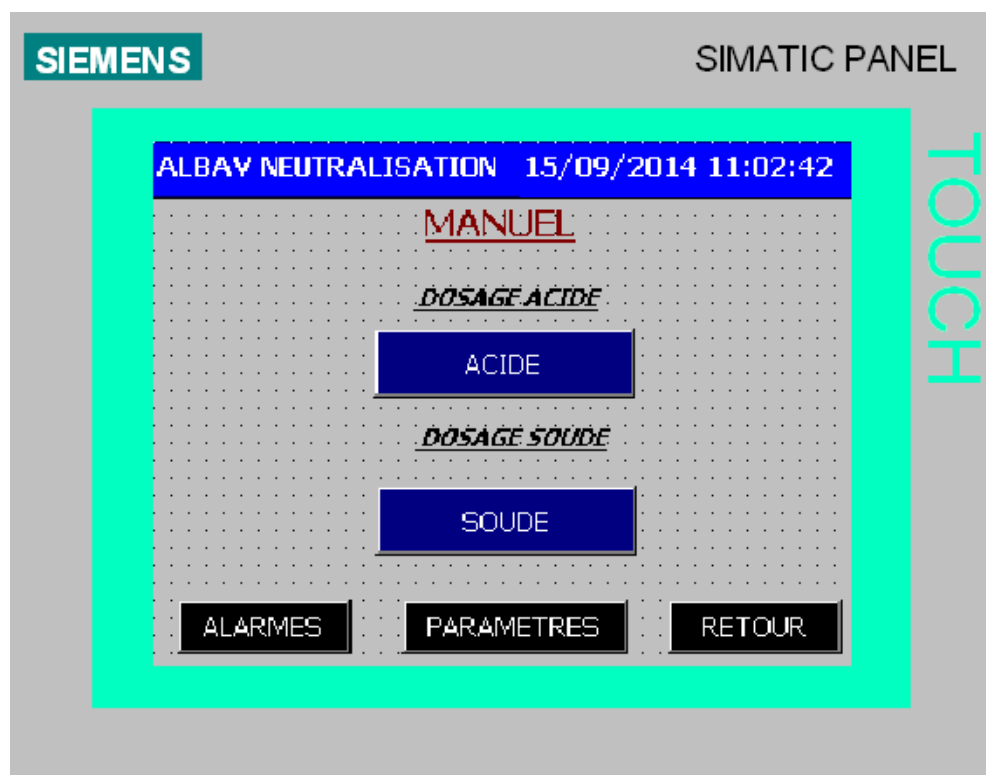 SIEMENS
SIMATIC PANEL
TOUCH
ALBAV NEUTRALISATION 15/09/2014 11:02:42
MANUEL
DOSAGE ACIDE
ACIDE
DOSAGE SOUDE
SOUDE
ALARMES PARAMETRES RETOUR